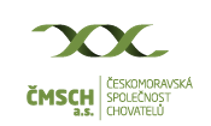 ČMSCH
a.s.
ČESKOMORAVSKÁ
SPOLEČNOST
CHOVATELŮ